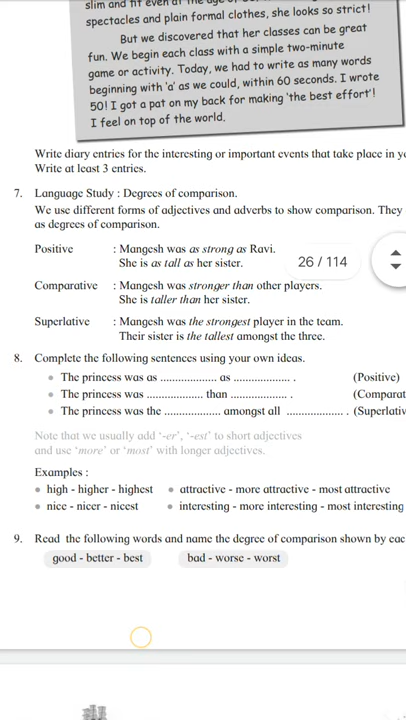 slim and fit even at the age of
spectacles and plain formal clothes, she looks so strict!
But we discovered that her classes can be great
fun. We begin each class with a simple two-minute
game or activity. Today, we had to write as many words
beginning with 'a' as we could, within 60 seconds. I wrote
50! I got a pat on my back for making 'the best effort'!
I feel on top of the world.
Write diary entries for the interesting or important events that take place in
Write at least 3 entries.
7. Language Study : Degrees of comparison.
We use different forms of adjectives and adverbs to show comparison. They
as degrees of comparison.
Positive : Mangesh was as strong as Ravi.
She is as tall as her sister.
26 / 114
Comparative : Mangesh was stronger than other players.
She is taller than her sister.
Superlative : Mangesh was the strongest player in the team.
Their sister is the tallest amongst the three.
8. Complete the following sentences using your own ideas.
• The princess was as ................... as ................... . (Positive)
• The princess was ................... than ................... . (Comparat
• The princess was the ................... amongst all ................... . (Superlativ
Note that we usually add '-er', '-est' to short adjectives
and use 'more' or 'most' with longer adjectives.
Examples :
• high - higher - highest • attractive - more attractive - most attractive
• nice - nicer - nicest • interesting - more interesting - most interesting
9. Read the following words and name the degree of comparison shown by eac
good - better - best bad - worse - worst